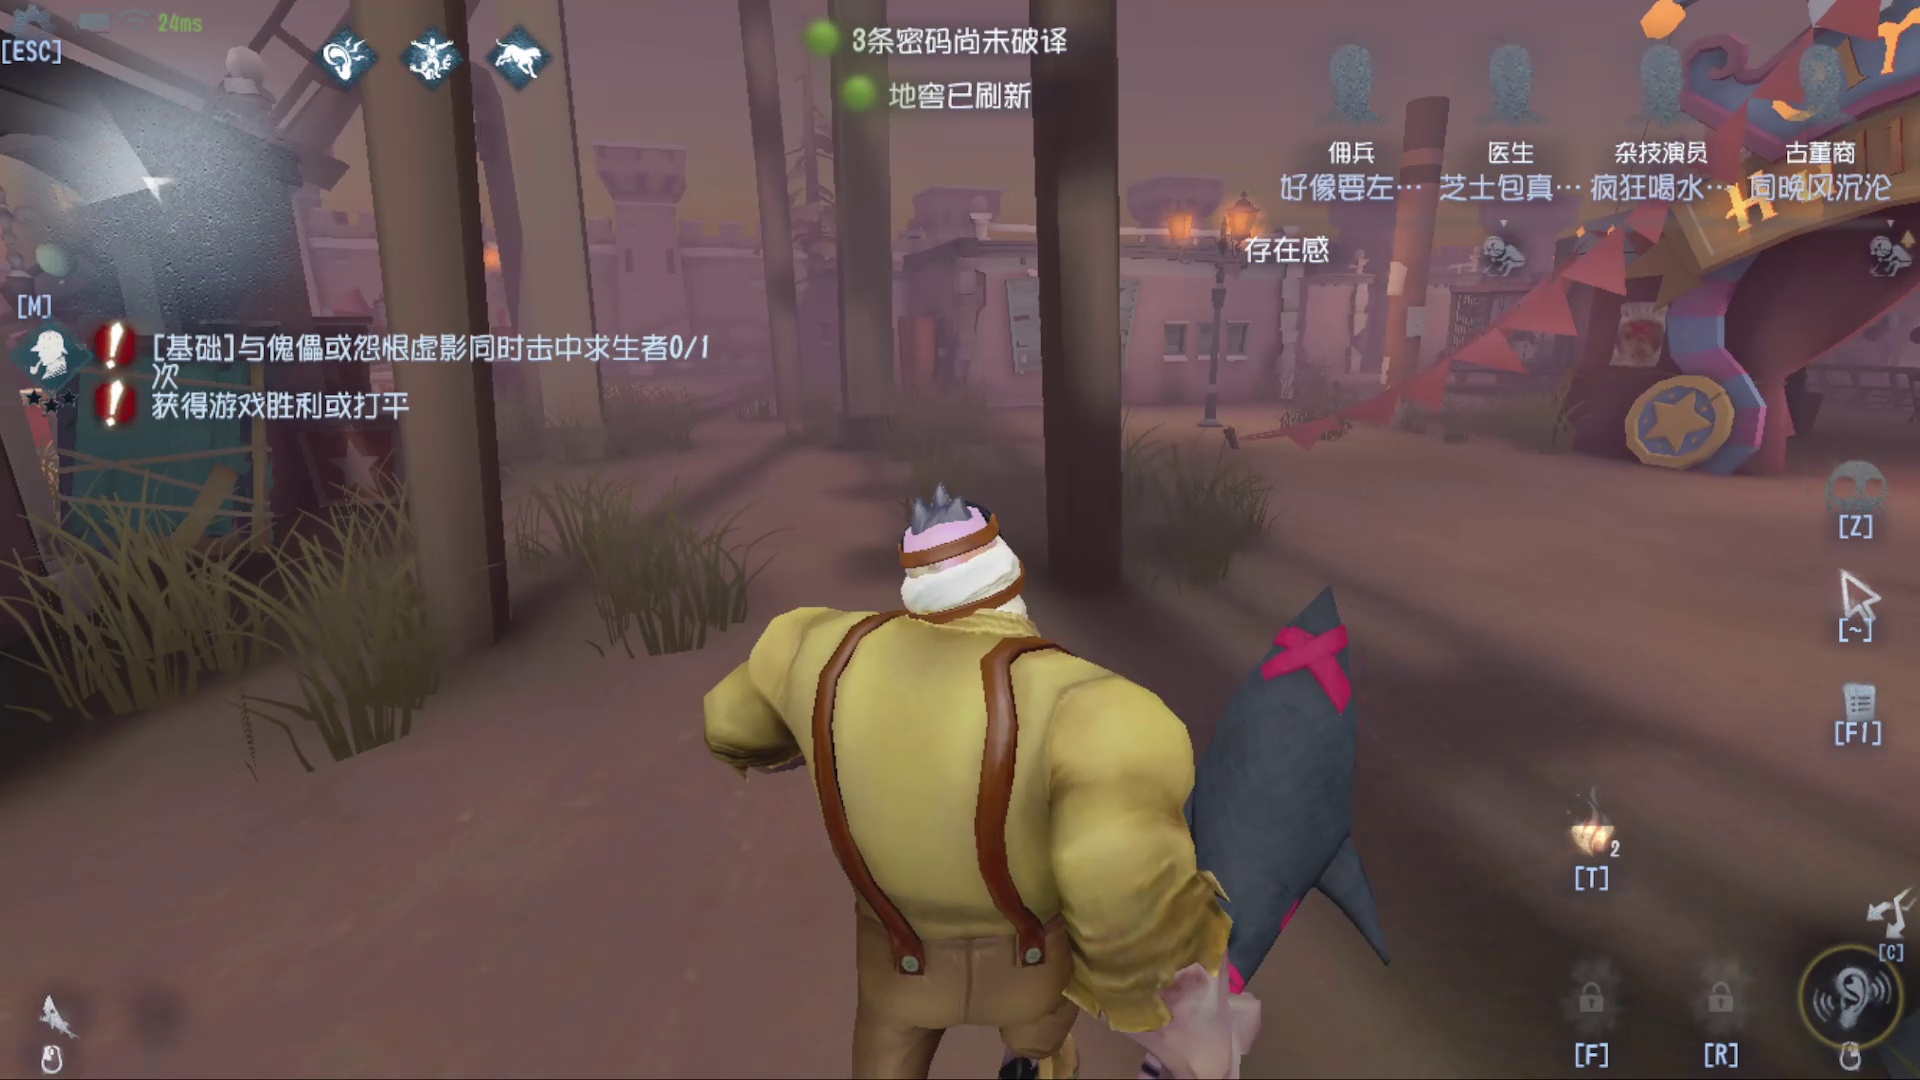 24ms
[ESC]
3条密码尚未破译
地窖已刷新
佣兵
好像要左…
医生
芝士包真…
杂技演员
疯狂喝水…
古董商
同晚风沉沦
存在感
[M]
[基础]与傀儡或怨恨虚影同时击中求生者0/1
次
获得游戏胜利或打平
[Z]
[~]
[F1]
2
[T]
[C]
[F]
[R]